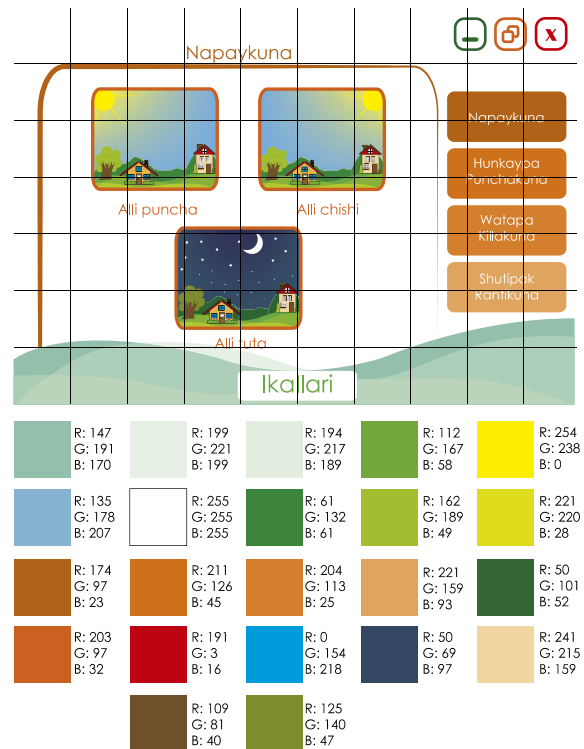 Napaykuna
x
Napaykuna
Hunkaypa
Punchakuna
Watapa
Killakuna
Shutipak
Rantikuna
Alli puncha
Alli chishi
Alli tuta
Ikallari
R: 147
G: 191
B: 170
R: 199
G: 221
B: 199
R: 194
G: 217
B: 189
R: 112
G: 167
B: 58
R: 254
G: 238
B: 0
R: 135
G: 178
B: 207
R: 255
G: 255
B: 255
R: 61
G: 132
B: 61
R: 162
G: 189
B: 49
R: 221
G: 220
B: 28
R: 174
G: 97
B: 23
R: 211
G: 126
B: 45
R: 204
G: 113
B: 25
R: 221
G: 159
B: 93
R: 50
G: 101
B: 52
R: 203
G: 97
B: 32
R: 191
G: 3
B: 16
R: 0
G: 154
B: 218
R: 50
G: 69
B: 97
R: 241
G: 215
B: 159
R: 109
G: 81
B: 40
R: 125
G: 140
B: 47